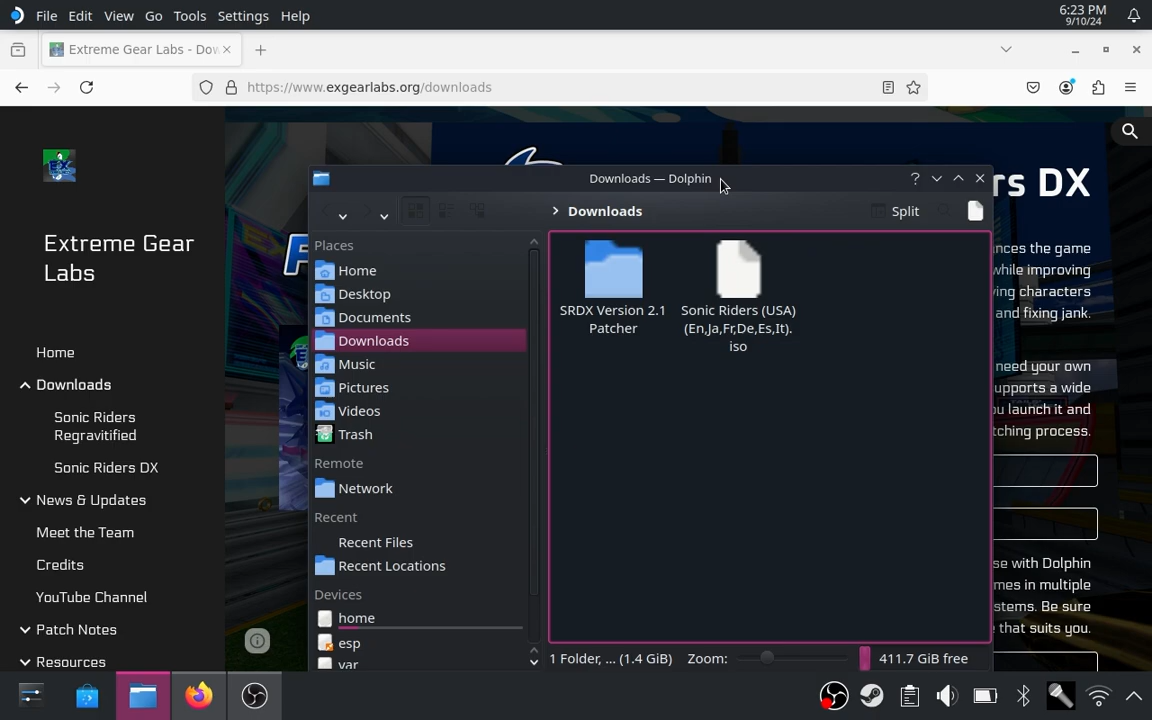 File Edit View Go Tools Settings Help
6:23 PM
9/10/24
Extreme Gear Labs - Dow
https://www.exgearlabs.org/downloads
Extreme Gear
Labs
Home
Downloads
Sonic Riders
Regravitified
Sonic Riders DX
News & Updates
Meet the Team
Credits
YouTube Channel
Patch Notes
Resources
Downloads — Dolphin
Downloads
Split
Places
Home
Desktop
Documents
Downloads
Music
Pictures
Videos
Trash
Remote
Network
Recent
Recent Files
Recent Locations
Devices
home
esp
var
SRDX Version 2.1
Patcher
Sonic Riders (USA)
(En,Ja,Fr,De,Es,It).
iso
1 Folder, ... (1.4 GiB)
Zoom:
411.7 GiB free
rs DX
nces the game
while improving
ving characters
and fixing jank.
need your own
upports a wide
ou launch it and
tching process.
se with Dolphin
mes in multiple
stems. Be sure
e that suits you.